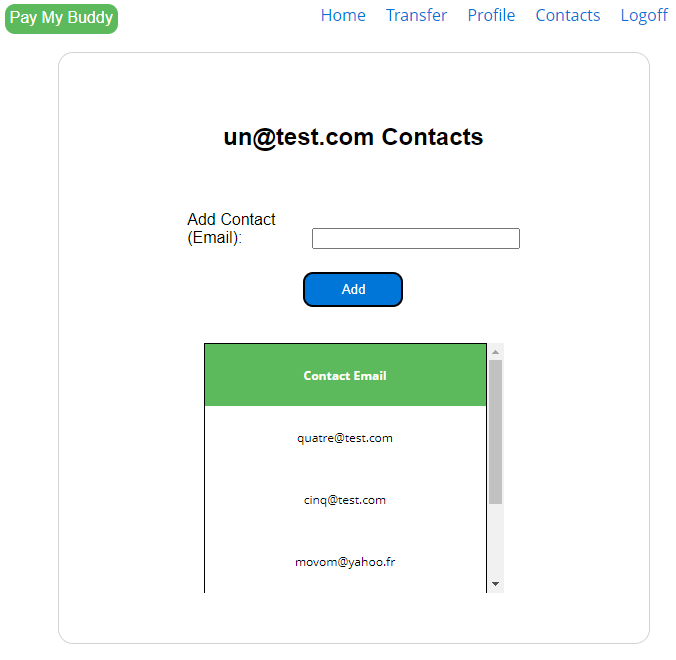 Pay My Buddy
Home Transfer Profile Contacts Logoff
un@test.com Contacts
Add Contact
(Email):
Add
Contact Email
quatre@test.com
cinq@test.com
movom@yahoo.fr